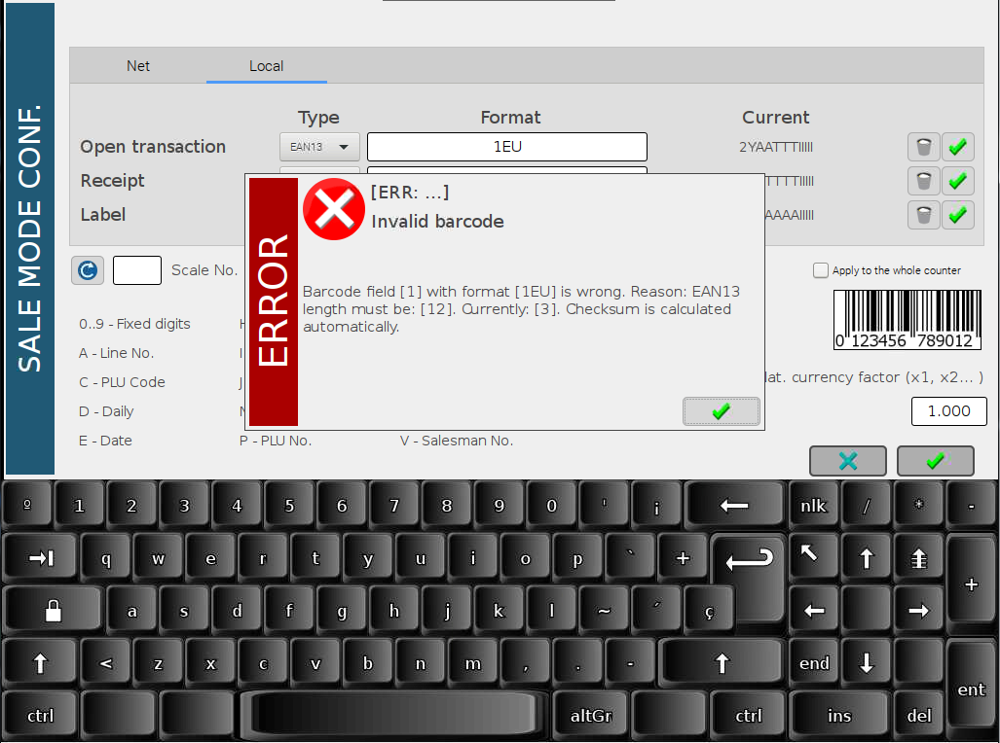 SALE MODE CONF.
Net Local
Type Format Current
Open transaction EAN13 1EU 2YAATTTIIIII
Receipt
Label
[ERR: ...]
Invalid barcode
ERROR
Barcode field [1] with format [1EU] is wrong. Reason: EAN13
length must be: [12]. Currently: [3]. Checksum is calculated
automatically.
Scale No.
Apply to the whole counter
0 123456 789012
0..9 - Fixed digits
A - Line No.
C - PLU Code
currency factor (x1, x2... )
D - Daily
1.000
E - Date P - PLU No. V - Salesman No.
º 1 2 3 4 5 6 7 8 9 0 ' ¡ nlk / * -
q w e r t y u i o p ` +
+
a s d f g h j k l ~ ´ ç
< z x c v b n m , . - end
ent
ctrl altGr ctrl ins del